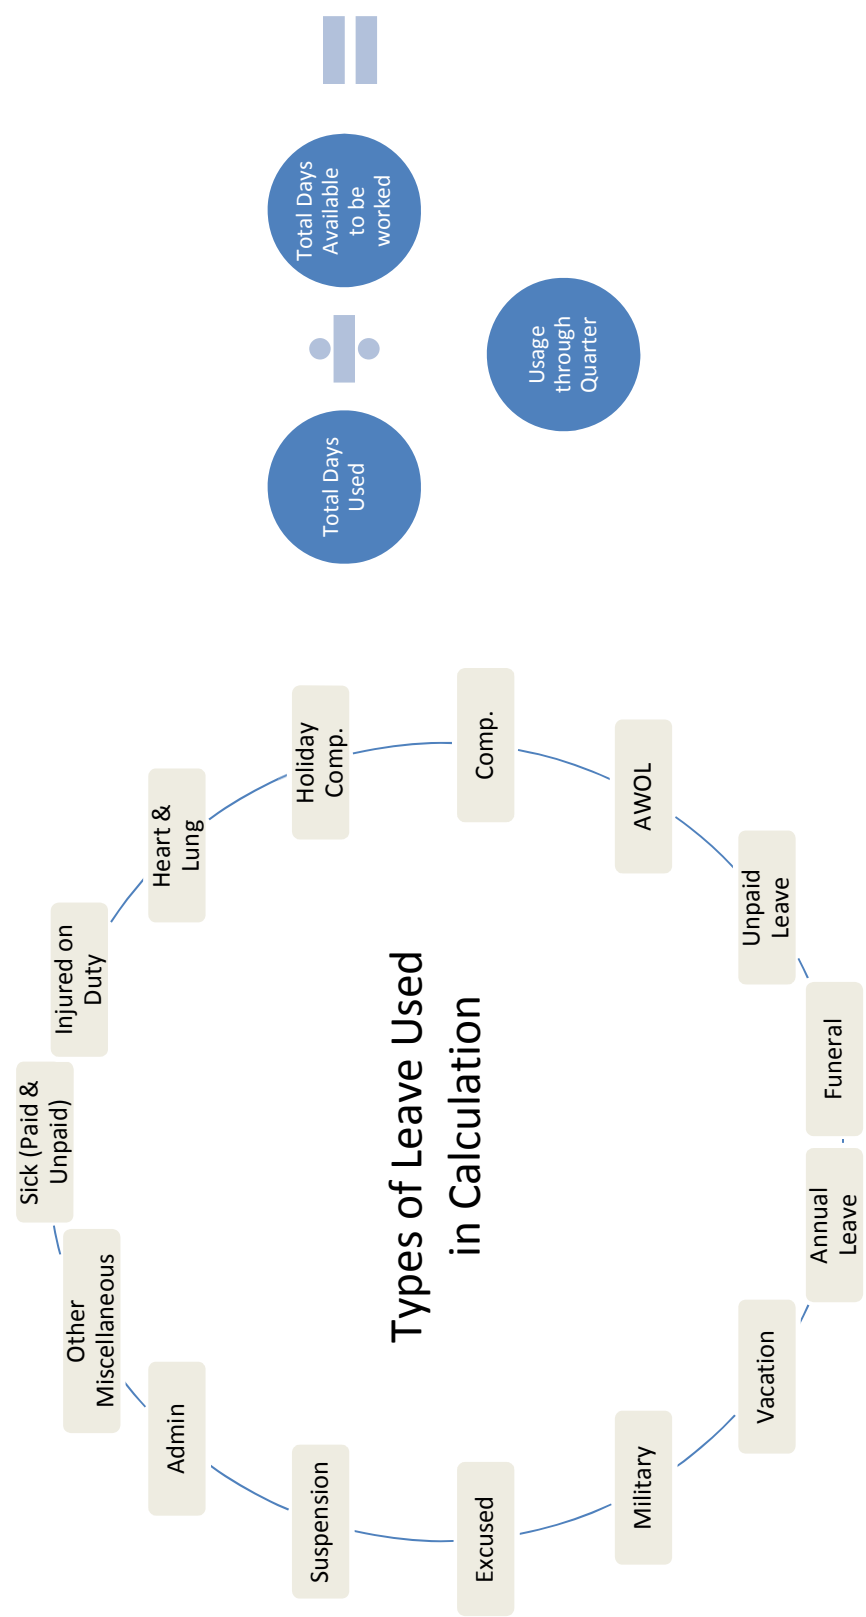 Types of Leave Used
in Calculation
Sick (Paid &
Unpaid)
Injured on
Duty
Heart &
Lung
Holiday
Comp.
Comp.
AWOL
Unpaid
Leave
Funeral
Annual
Leave
Vacation
Military
Excused
Suspension
Admin
Other
Miscellaneous
Total Days
Used
÷
Total Days
Available
to be
worked
=
Usage
through
Quarter